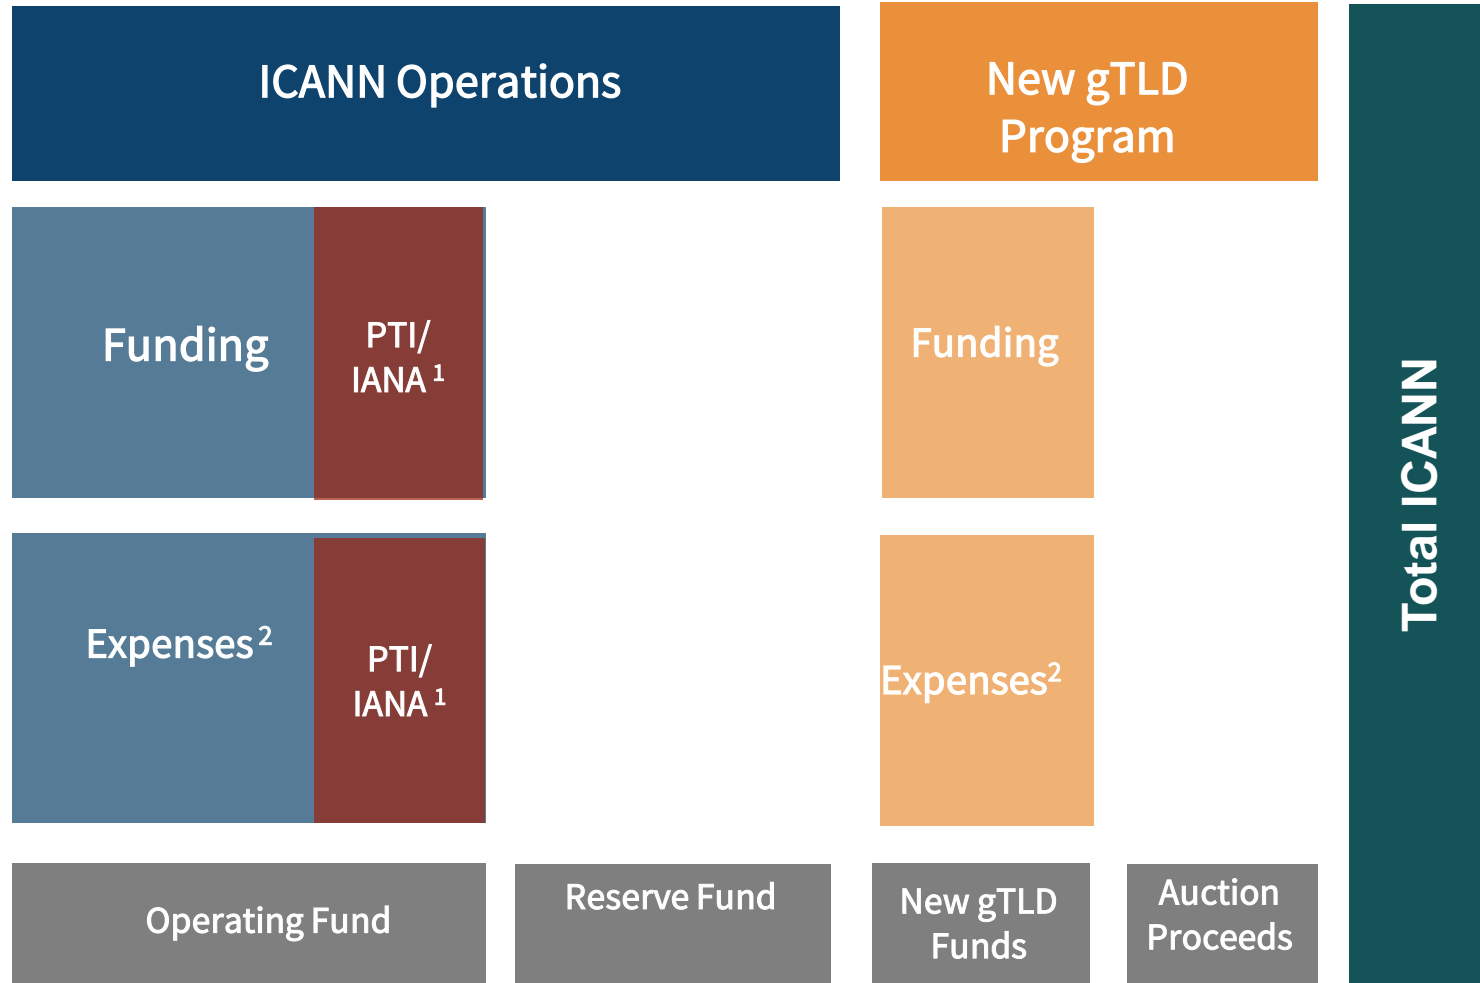 ICANN Operations
New gTLD
Program
Funding
PTI/
IANA 1
Funding
Expenses 2
PTI/
IANA 1
Expenses2
Operating Fund
Reserve Fund
New gTLD
Funds
Auction
Proceeds
Total ICANN